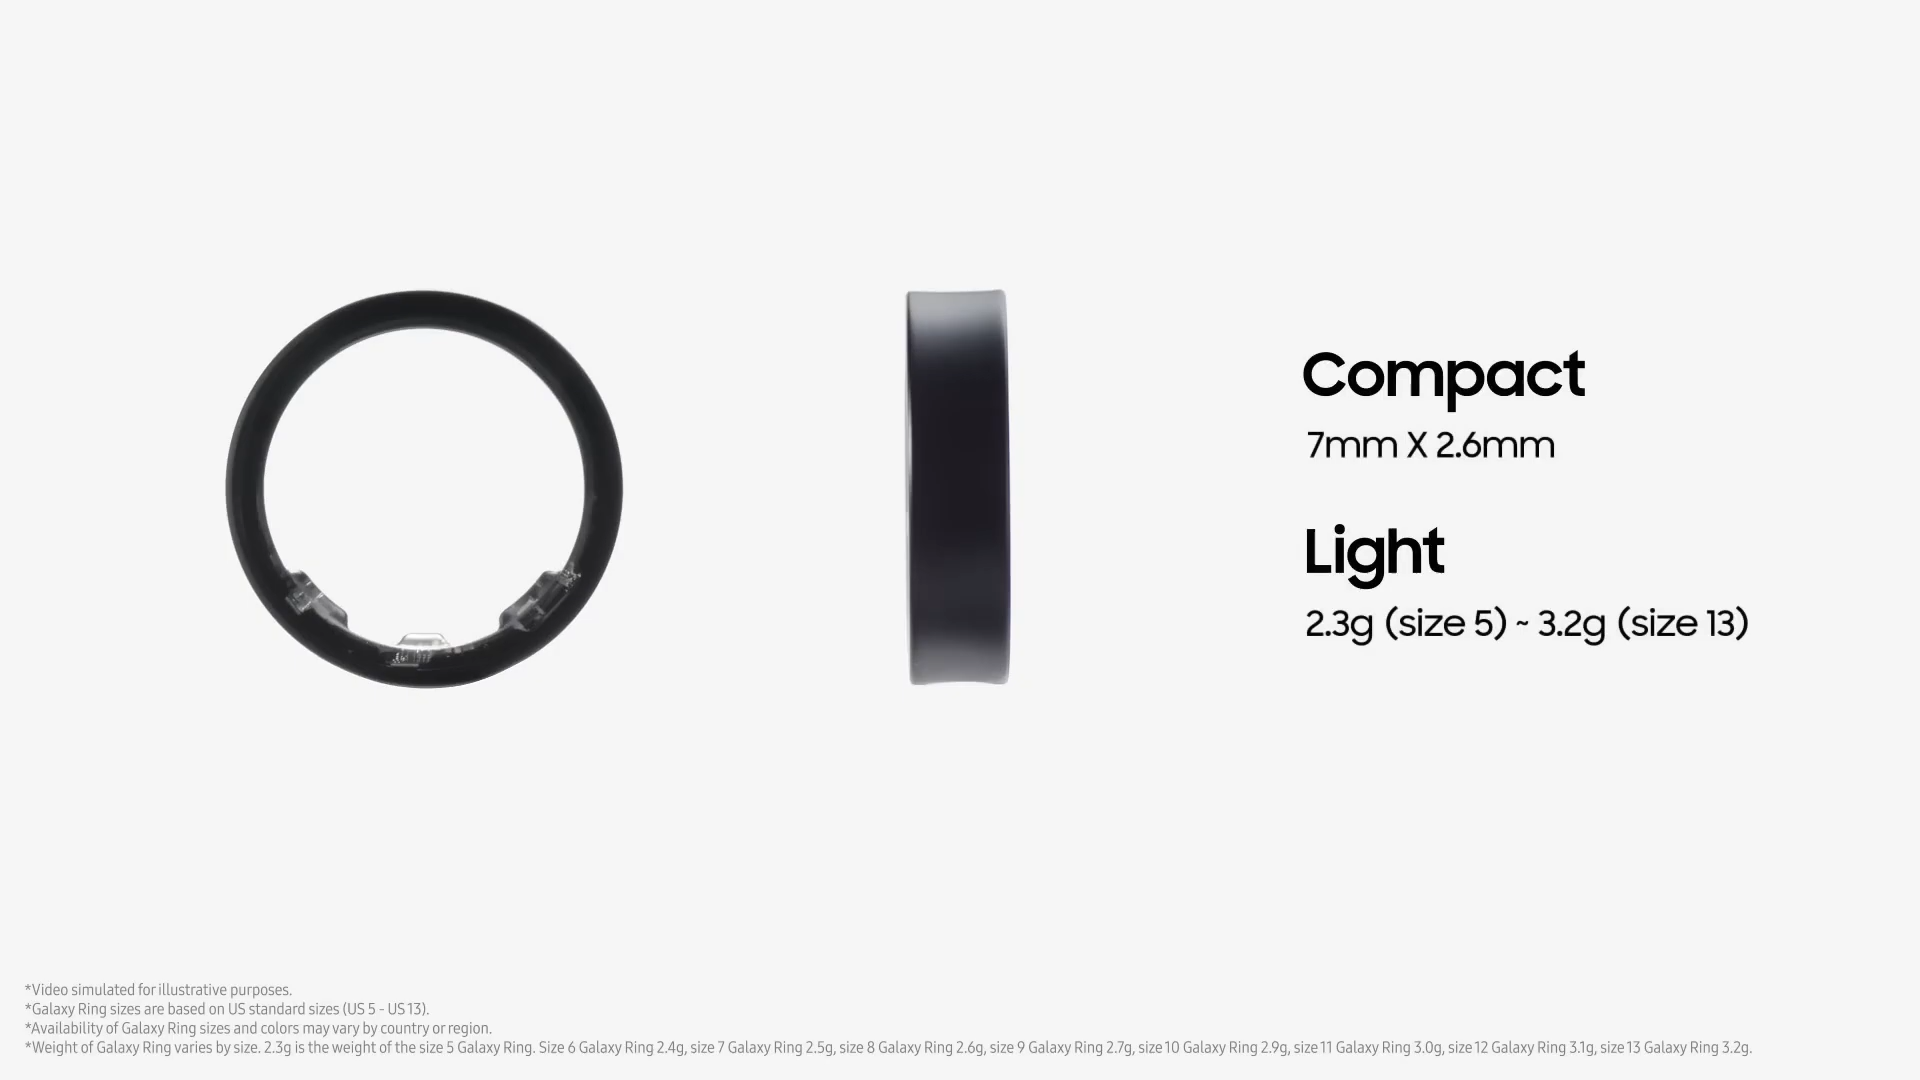 Compact
7mm X 2.6mm
Light
2.3g (size 5) ~ 3.2g (size 13)
*Video simulated for illustrative purposes.
*Galaxy Ring sizes are based on US standard sizes (US 5 - US 13).
*Availability of Galaxy Ring sizes and colors may vary by country or region.
*Weight of Galaxy Ring varies by size. 2.3g is the weight of the size 5 Galaxy Ring. Size 6 Galaxy Ring 2.4g, size 7 Galaxy Ring 2.5g, size 8 Galaxy Ring 2.6g, size 9 Galaxy Ring 2.7g, size 10 Galaxy Ring 2.9g, size 11 Galaxy Ring 3.0g, size 12 Galaxy Ring 3.1g, size 13 Galaxy Ring 3.2g.